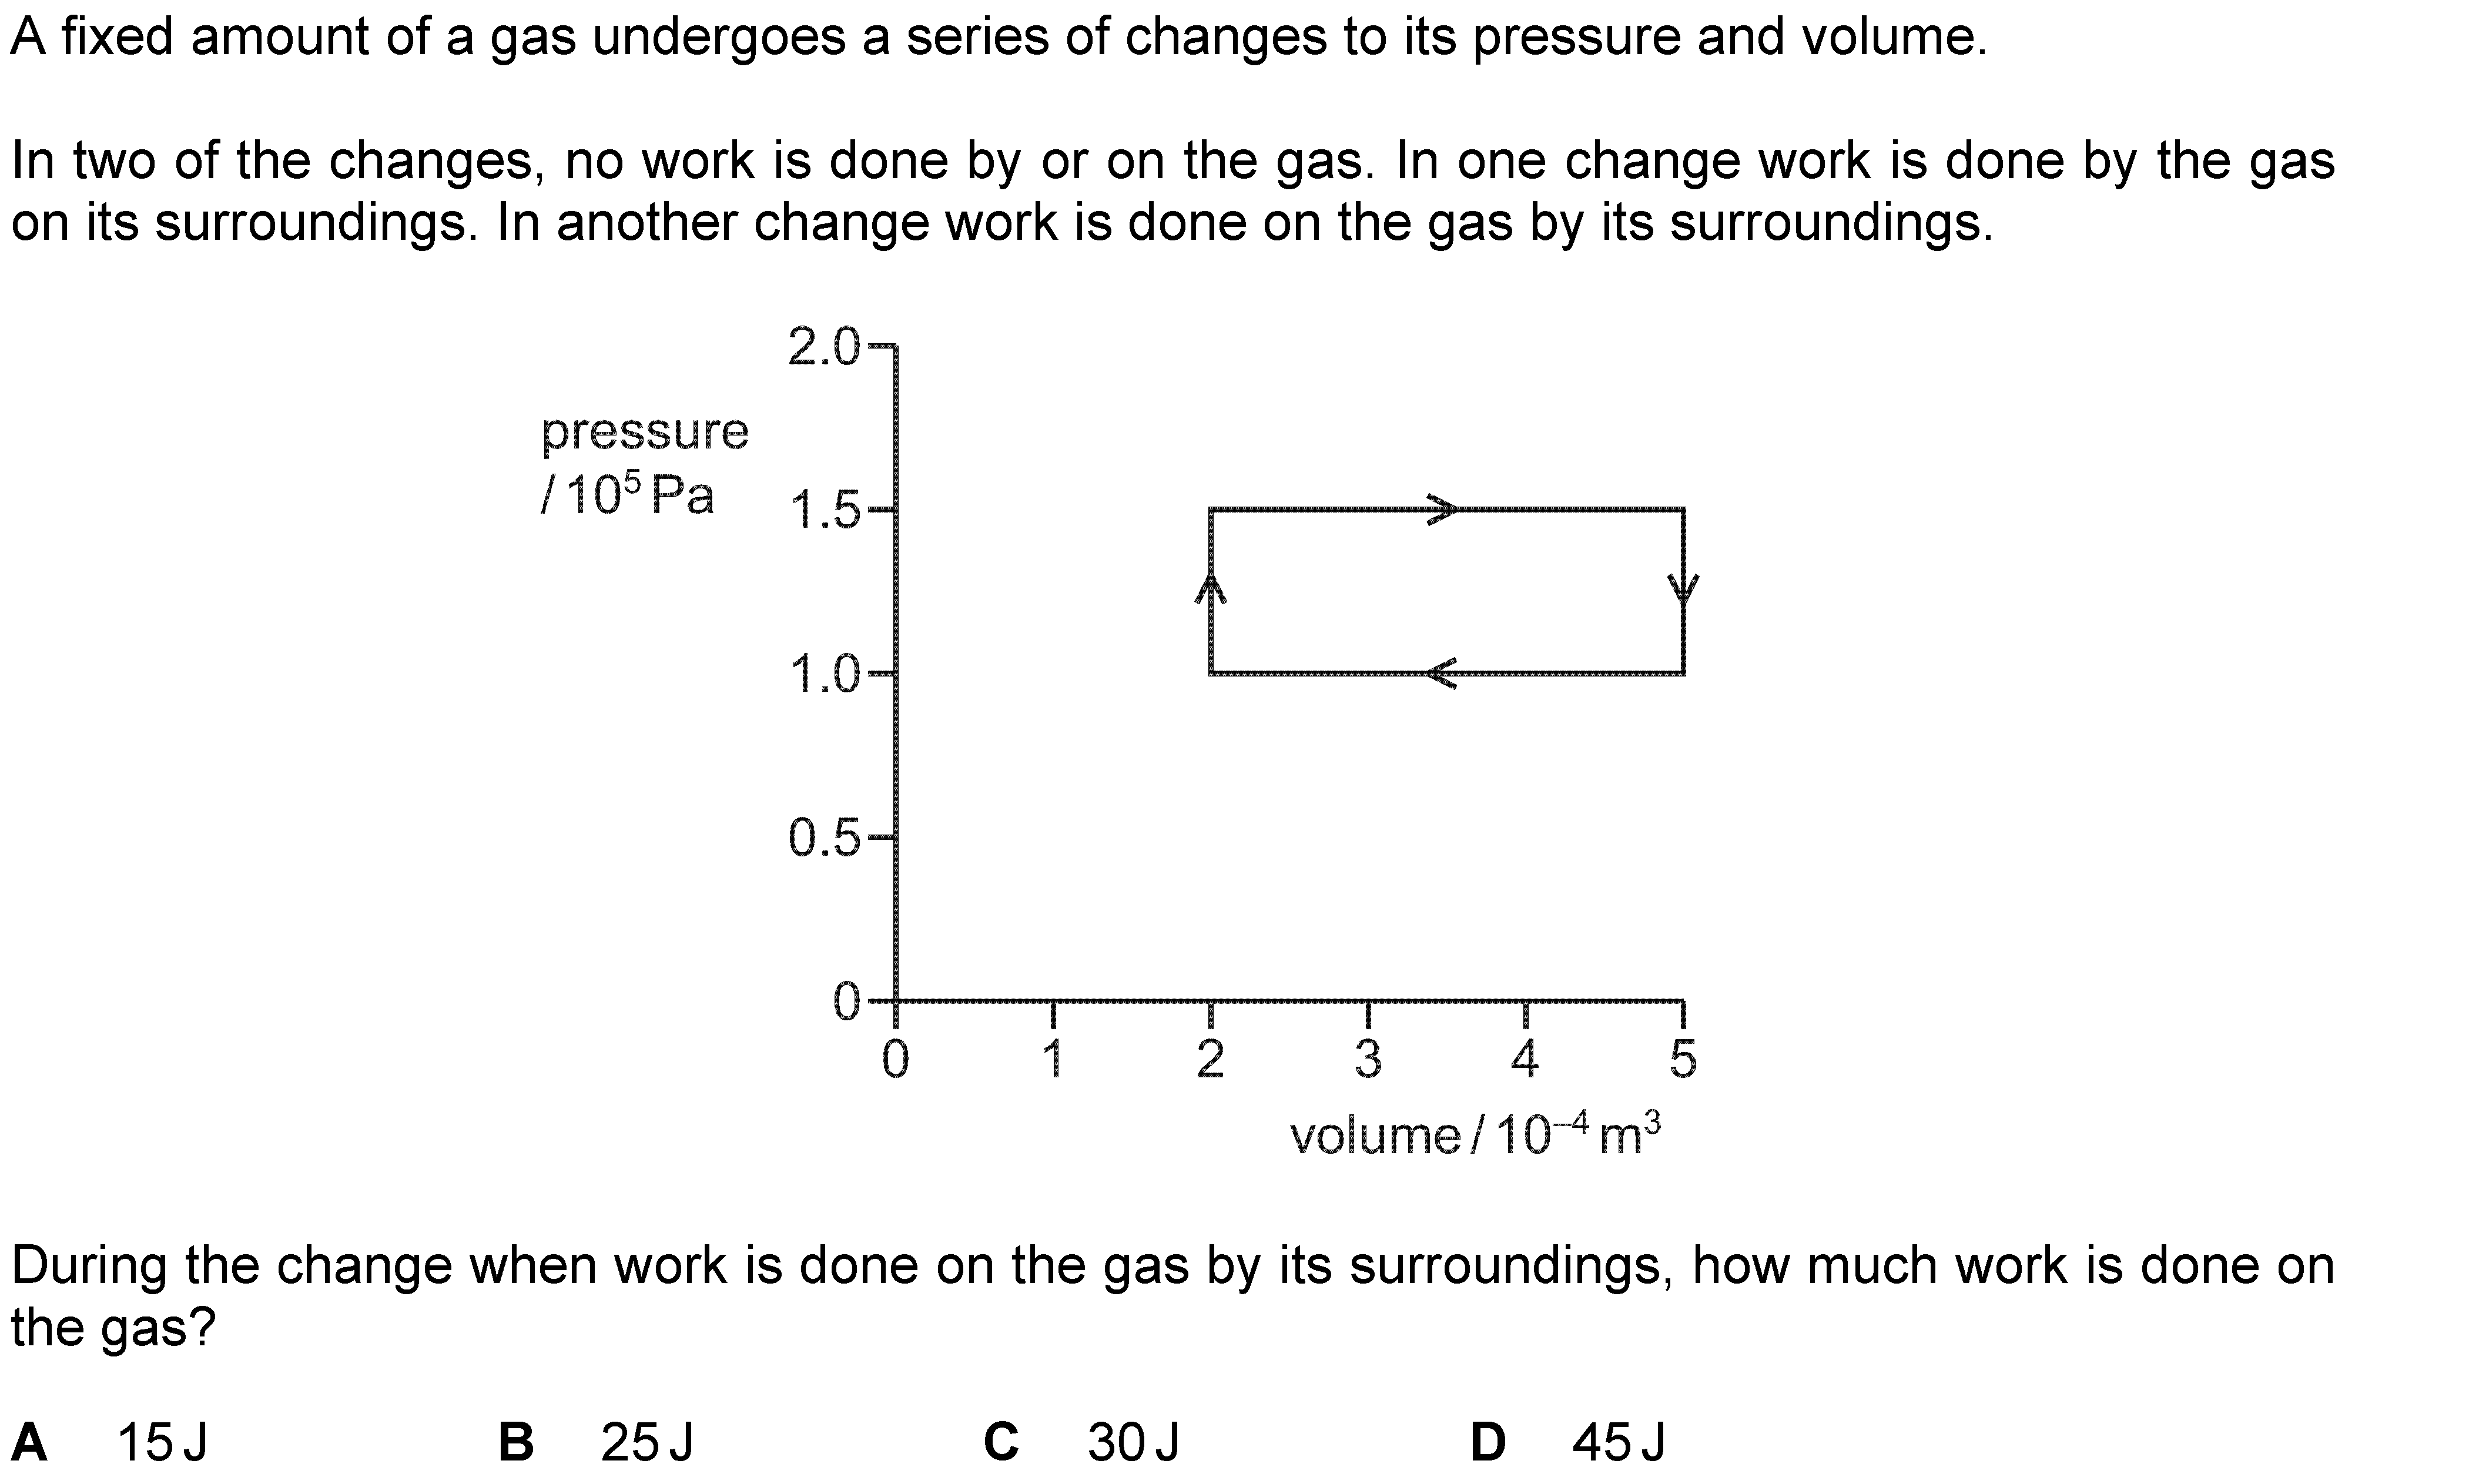 A fixed amount of a gas undergoes a series of changes to its pressure and volume.
In two of the changes, no work is done by or on the gas. In one change work is done by the gas
on its surroundings. In another change work is done on the gas by its surroundings.
2.0
pressure
/ 10⁵ Pa
1.5
1.0
0.5
0
0 1 2 3 4 5
volume / 10⁻⁴ m³
During the change when work is done on the gas by its surroundings, how much work is done on
the gas?
A 15 J B 25 J C 30 J D 45 J